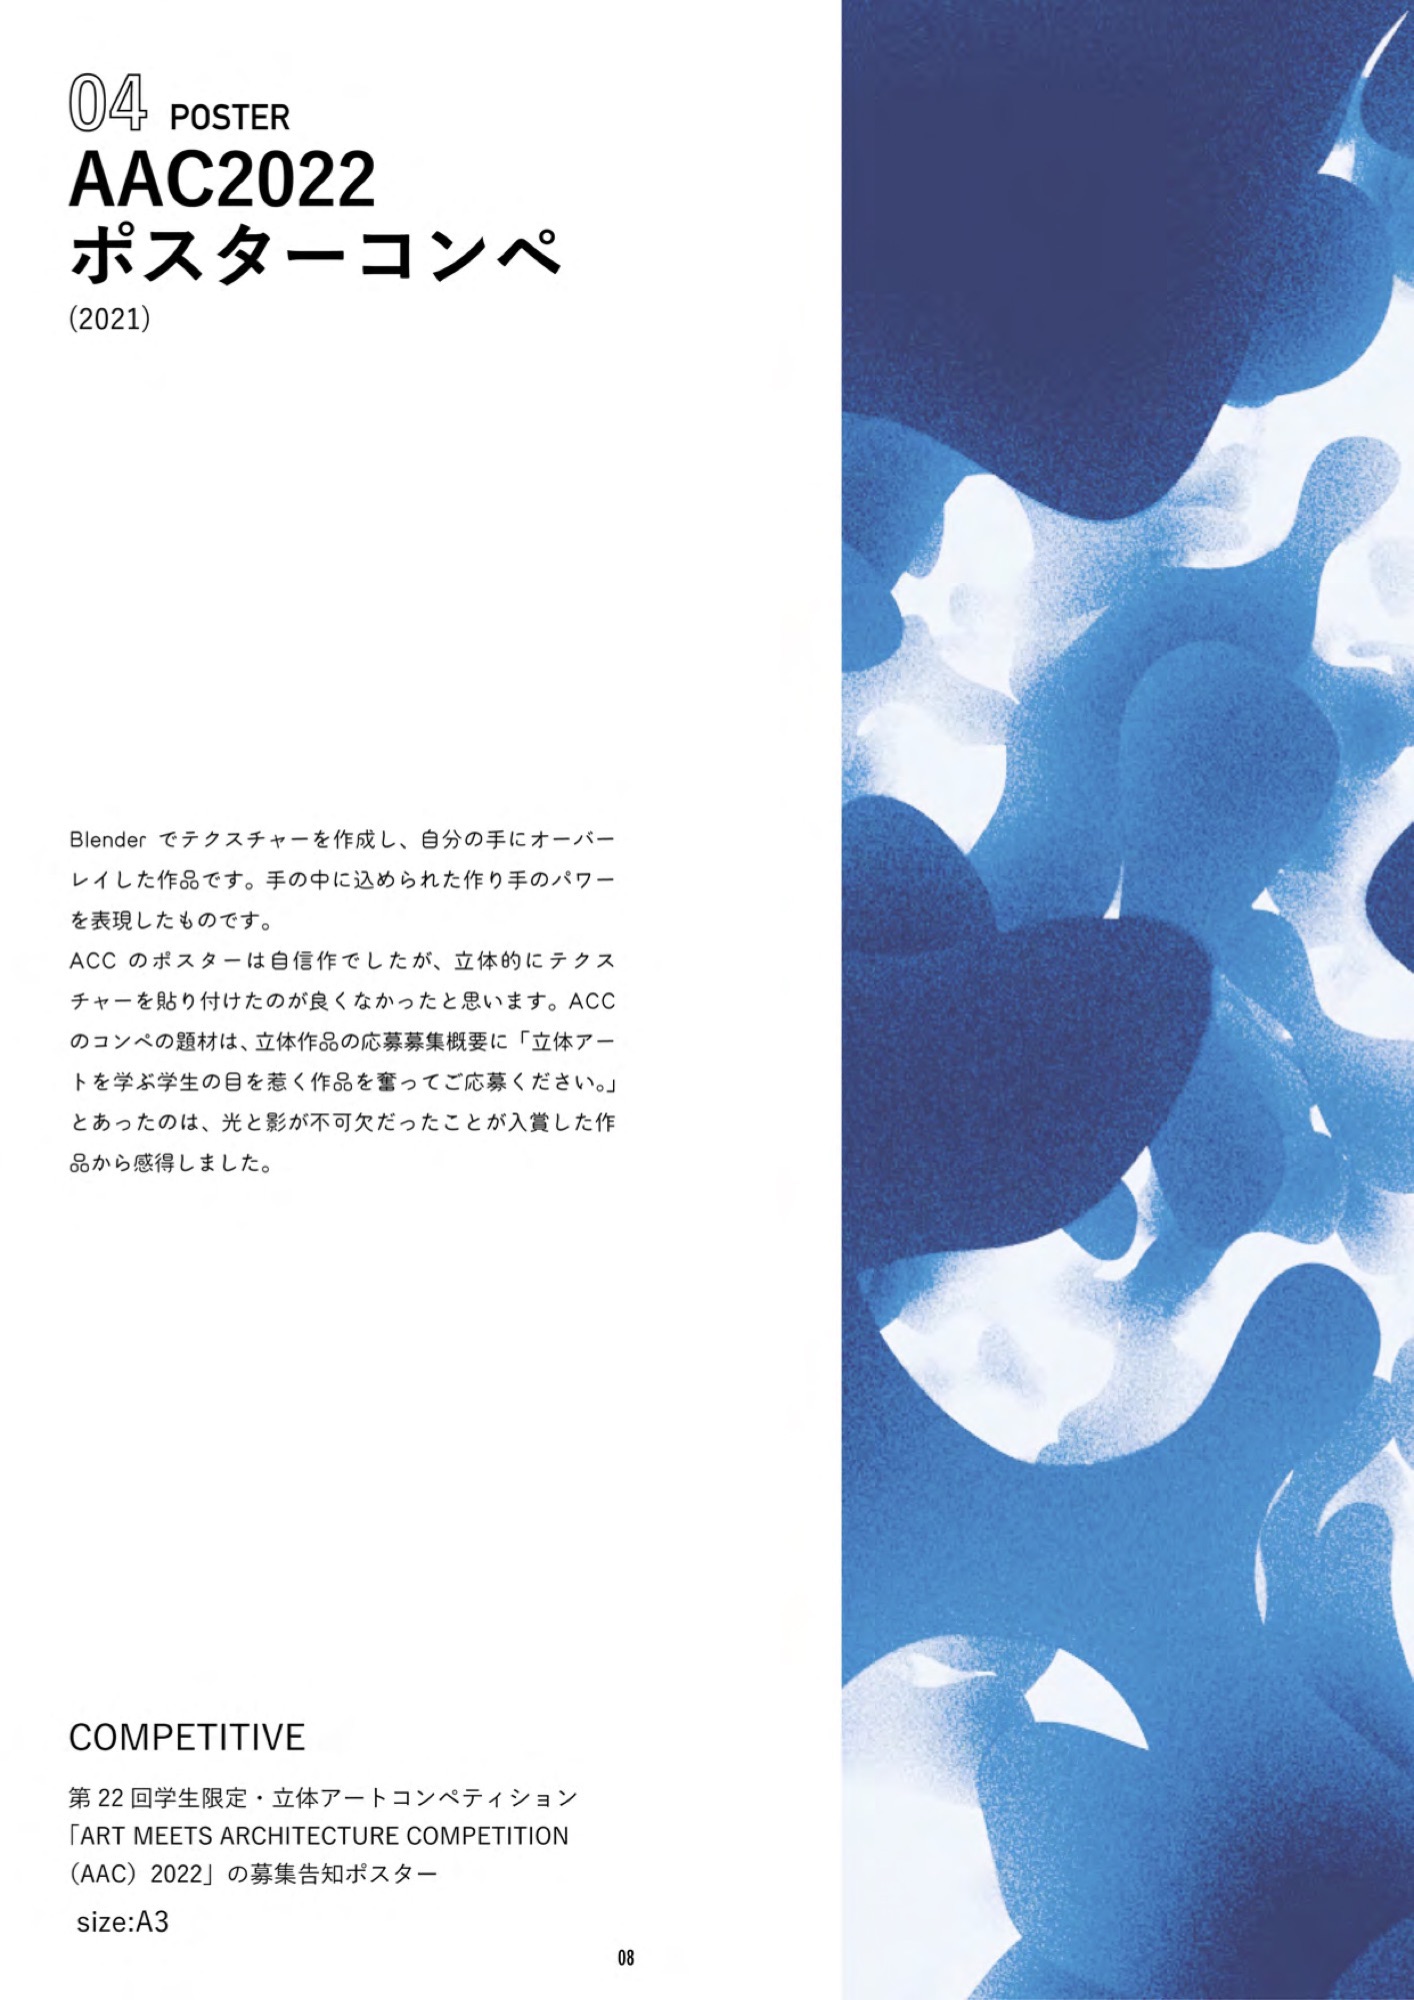 04 POSTER
AAC2022
ポスターコンペ
(2021)
Blender でテクスチャーを作成し、自分の手にオーバー
レイした作品です。手の中に込められた作り手のパワー
を表現したものです。
ACC のポスターは自信作でしたが、立体的にテクス
チャーを貼り付けたのが良くなかったと思います。ACC
のコンペの題材は、立体作品の応募募集概要に「立体アー
トを学ぶ学生の目を惹く作品を奮ってご応募ください。」
とあったのは、光と影が不可欠だったことが入賞した作
品から感得しました。
COMPETITIVE
第 22 回学生限定・立体アートコンペティション
「ART MEETS ARCHITECTURE COMPETITION
（AAC）2022」の募集告知ポスター
size:A3
08